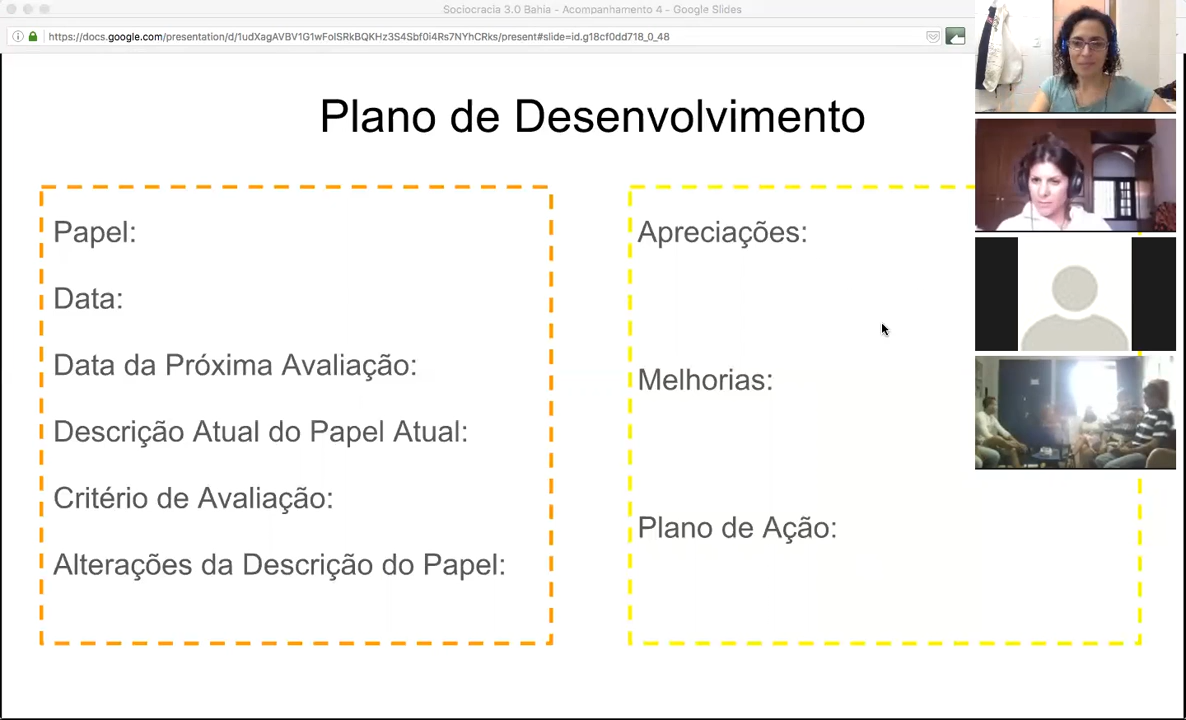 Sociocracia 3.0 Bahia - Acompanhamento 4 - Google Slides
https://docs.google.com/presentation/d/1udXagAVBV1G1wFoISRkBQKHz3S4Sbf0i4Rs7NYhCRks/present#slide=id.g18cf0dd718_0_48
Plano de Desenvolvimento
Papel:
Data:
Data da Próxima Avaliação:
Descrição Atual do Papel Atual:
Critério de Avaliação:
Alterações da Descrição do Papel:
Apreciações:
Melhorias:
Plano de Ação: